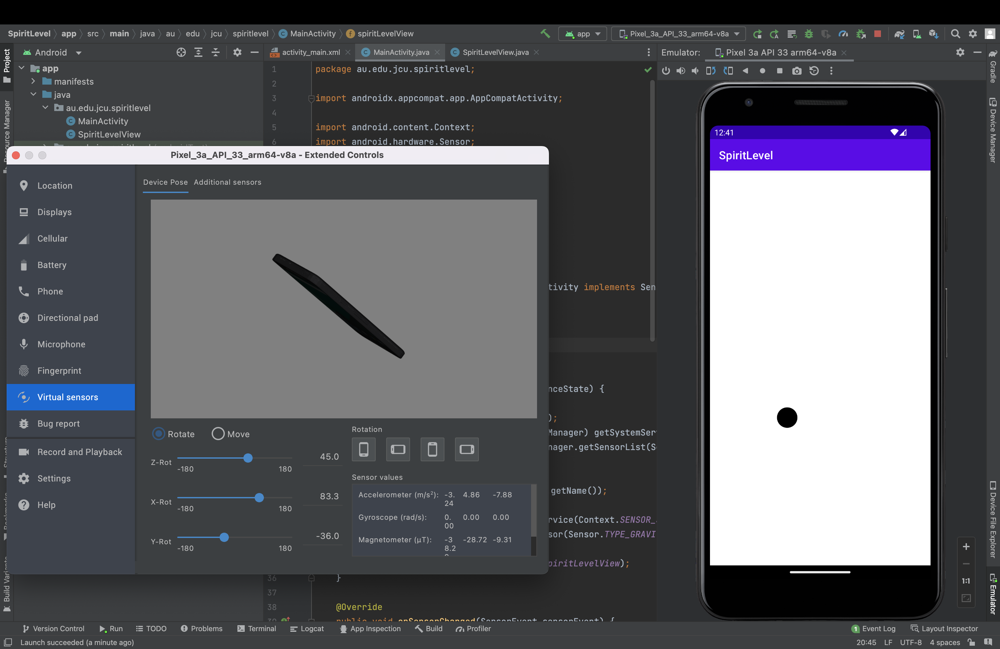 SpiritLevel app src main java au edu jcu spiritlevel MainActivity spiritLevelView
app
Pixel_3a_API_33_arm64-v8a
Android
activity_main.xml
MainActivity.java
SpiritLevelView.java
Emulator:
Pixel 3a API 33 arm64-v8a
Project
Resource Manager
Structure
Bookmarks
Build Variants
app
manifests
java
au.edu.jcu.spiritlevel
MainActivity
SpiritLevelView
1 package au.edu.jcu.spiritlevel;
2
3 import androidx.appcompat.app.AppCompatActivity;
4
5 import android.content.Context;
6 import android.hardware.Sensor;
tivity implements Sen
nceState) {
);
Manager) getSystemSer
nager.getSensorList(S
getName());
rvice(Context.SENSOR_
sor(Sensor.TYPE_GRAVI
piritLevelView);
36 }
37
38 @Override
39 public void onSensorChanged(SensorEvent sensorEvent) {
Pixel_3a_API_33_arm64-v8a - Extended Controls
Location
Displays
Cellular
Battery
Phone
Directional pad
Microphone
Fingerprint
Virtual sensors
Bug report
Record and Playback
Settings
Help
Device Pose
Additional sensors
Rotate
Move
Z-Rot
-180
180
45.0
X-Rot
-180
180
83.3
Y-Rot
-180
180
-36.0
Rotation
Sensor values
Accelerometer (m/s²): -3.24 4.86 -7.88
Gyroscope (rad/s): 0.00 0.00 0.00
Magnetometer (μT): -38.2 -28.72 -9.31
12:41
SpiritLevel
1:1
Gradle
Device Manager
Device File Explorer
Emulator
Version Control
Run
TODO
Problems
Terminal
Logcat
App Inspection
Build
Profiler
1 Event Log
Layout Inspector
Launch succeeded (a minute ago)
20:45 LF UTF-8 4 spaces